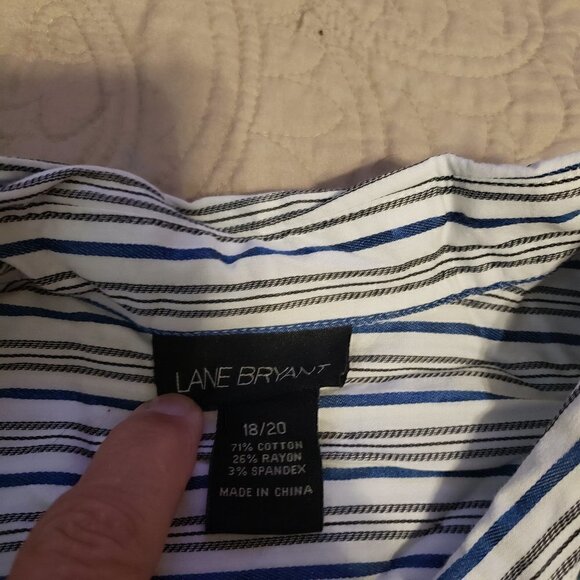 LANE BRYANT
18/20
71% COTTON
26% RAYON
3% SPANDEX
MADE IN CHINA